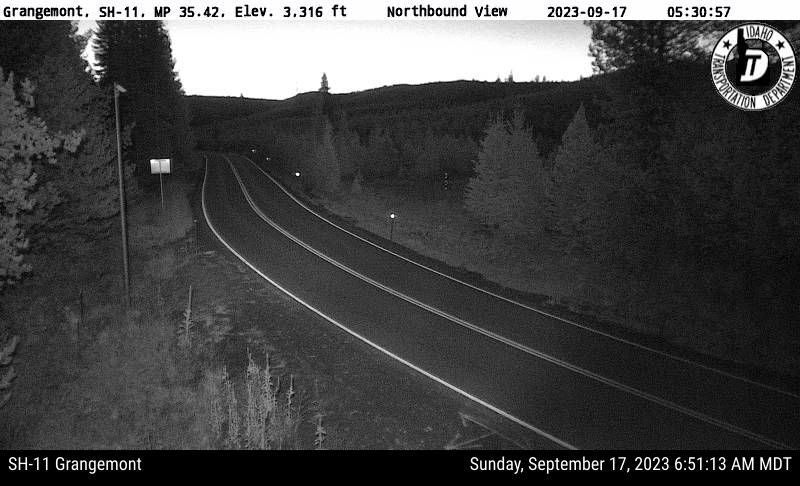 Grangemont, SH-11, MP 35.42, Elev. 3,316 ft Northbound View 2023-09-17 05:30:57
IDAHO
TRANSPORTATION DEPARTMENT
SH-11 Grangemont Sunday, September 17, 2023 6:51:13 AM MDT